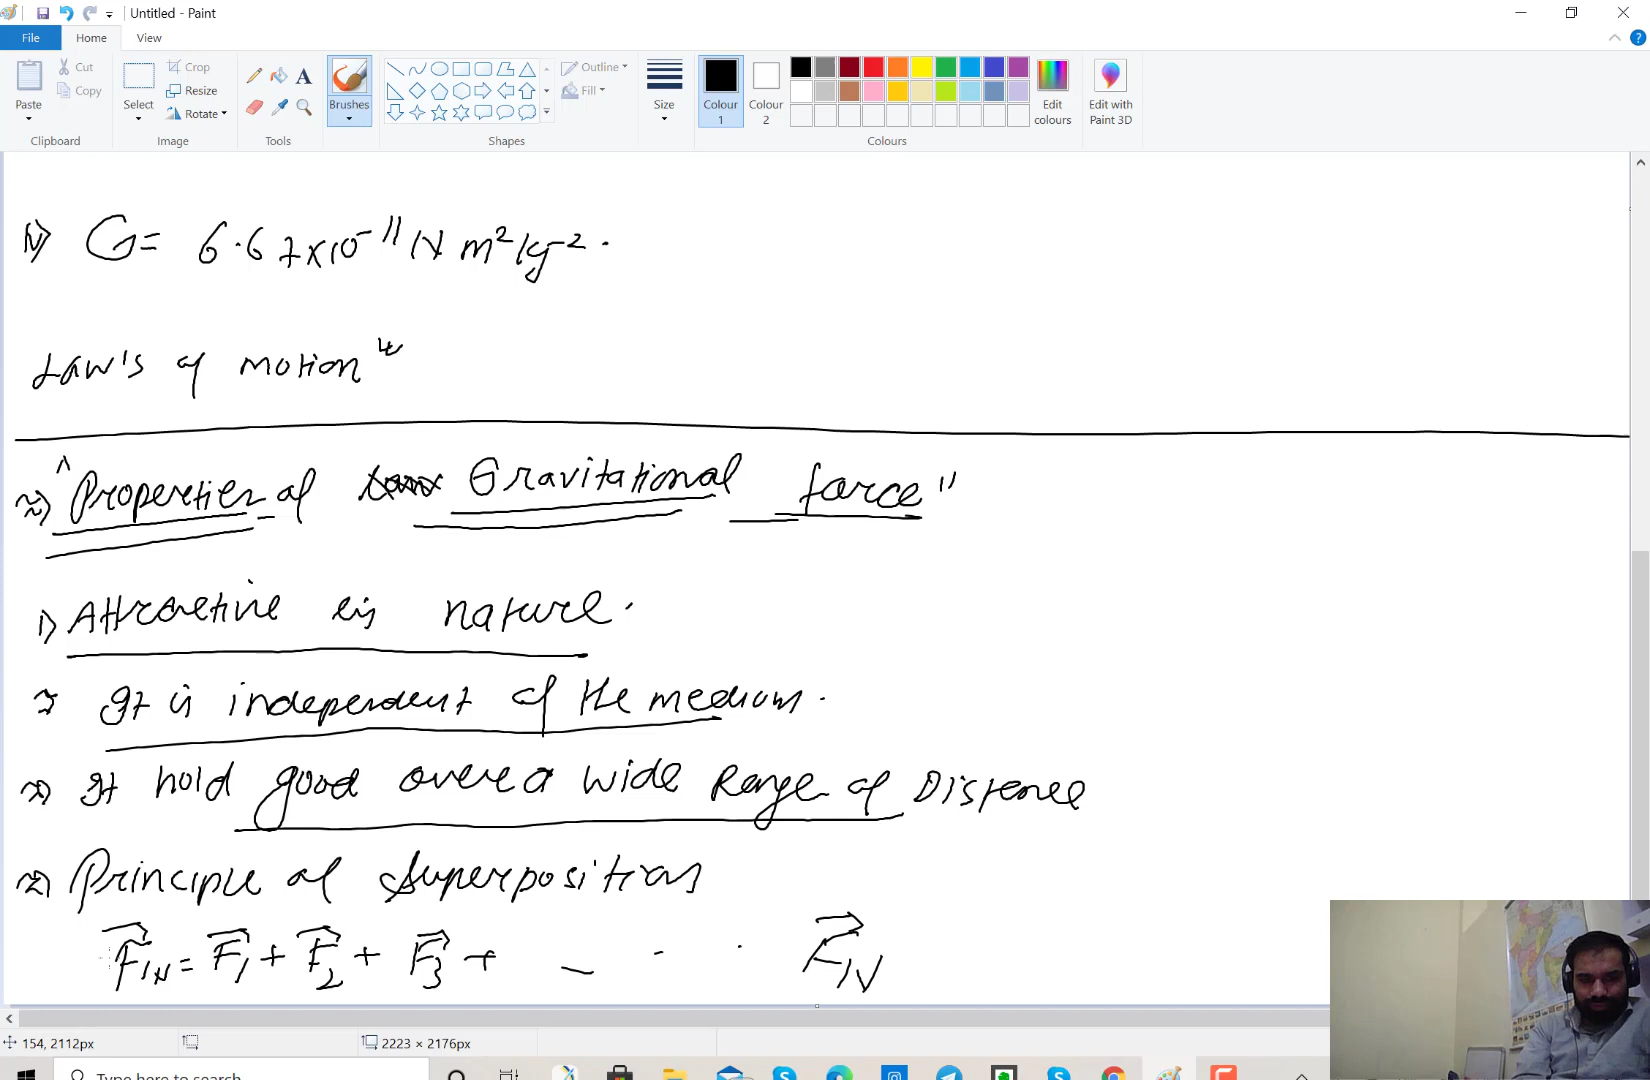 Untitled - Paint
File Home View
Cut
Copy
Paste
Select
Crop
Resize
Rotate
Brushes
Outline
Fill
Size
Colour 1
Colour 2
Edit colours
Edit with Paint 3D
Clipboard Image Tools Shapes Colours
G = 6.67 x 10^-11 N m^2 kg^-2.
Law's of motion
"Properties of Gravitational force"
1) Attractive in nature.
It is independent of the medium.
It hold good over a wide Range of Distence
Principle of Superposition
F1N = F1 + F2 + F3 + _ . . F1N
154, 2112px 2223 × 2176px
Type here to search